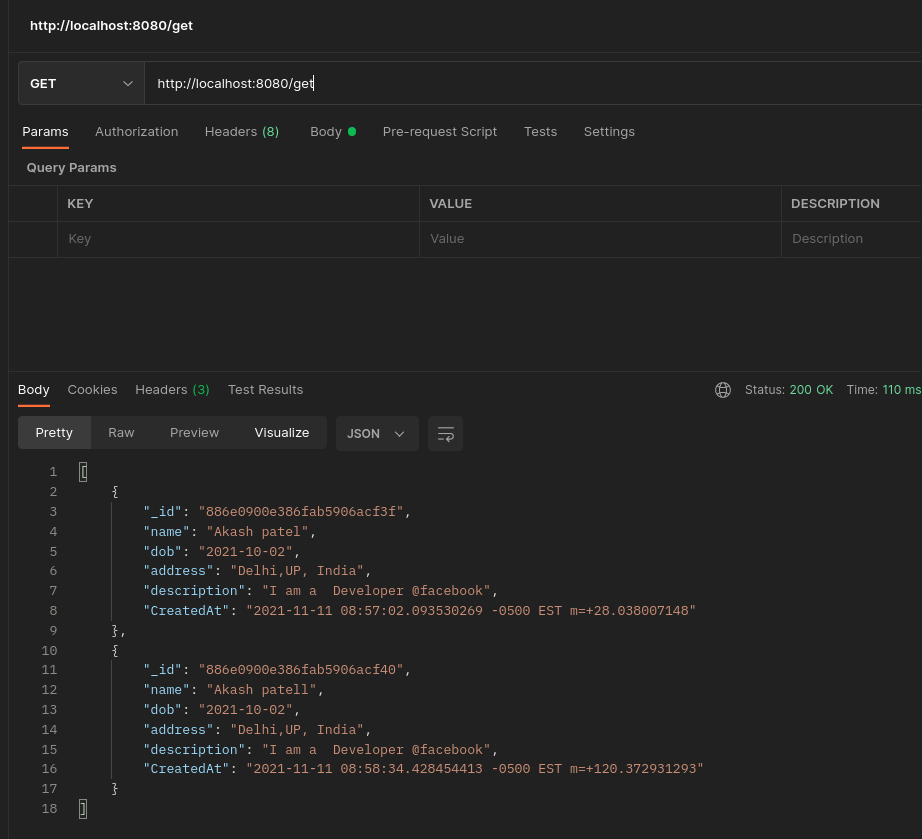 http://localhost:8080/get
GET http://localhost:8080/get
Params Authorization Headers (8) Body Pre-request Script Tests Settings
Query Params
KEY VALUE DESCRIPTION
Key Value Description
Body Cookies Headers (3) Test Results Status: 200 OK Time: 110 ms
Pretty Raw Preview Visualize JSON
1 [
2 {
3 "_id": "886e0900e386fab5906acf3f",
4 "name": "Akash patel",
5 "dob": "2021-10-02",
6 "address": "Delhi,UP, India",
7 "description": "I am a  Developer @facebook",
8 "CreatedAt": "2021-11-11 08:57:02.093530269 -0500 EST m=+28.038007148"
9 },
10 {
11 "_id": "886e0900e386fab5906acf40",
12 "name": "Akash patell",
13 "dob": "2021-10-02",
14 "address": "Delhi,UP, India",
15 "description": "I am a  Developer @facebook",
16 "CreatedAt": "2021-11-11 08:58:34.428454413 -0500 EST m=+120.372931293"
17 }
18 ]